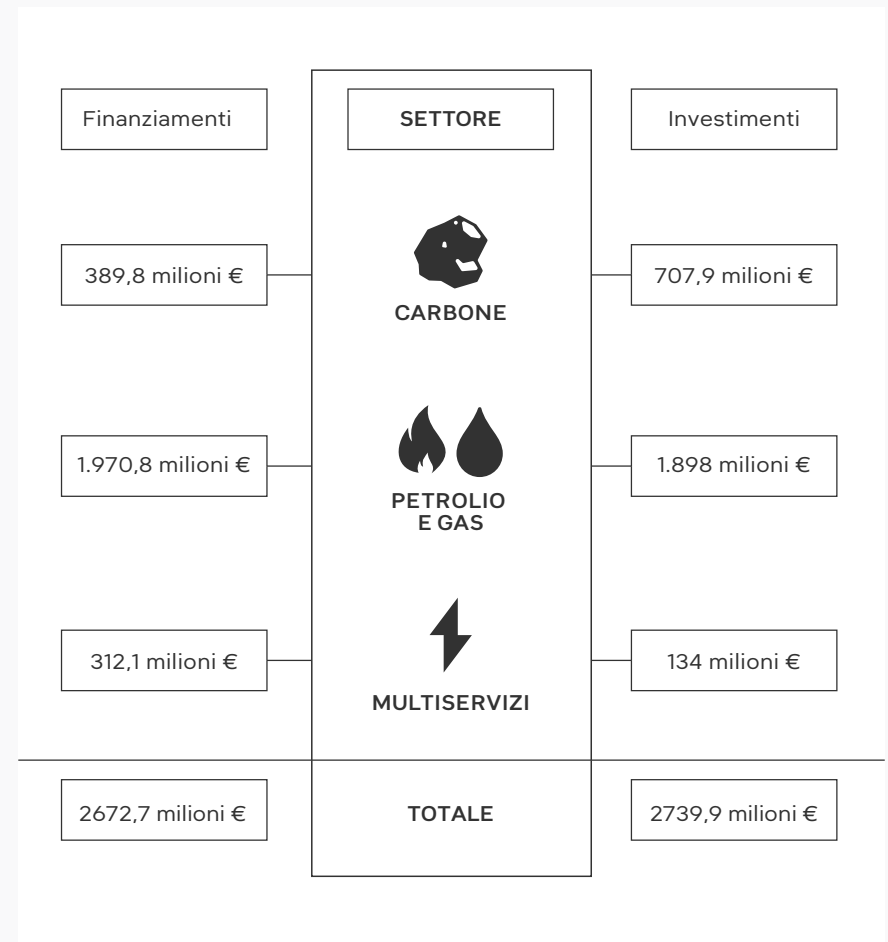 Finanziamenti
SETTORE
Investimenti
389,8 milioni €
CARBONE
707,9 milioni €
1.970,8 milioni €
PETROLIO
E GAS
1.898 milioni €
312,1 milioni €
MULTISERVIZI
134 milioni €
2672,7 milioni €
TOTALE
2739,9 milioni €